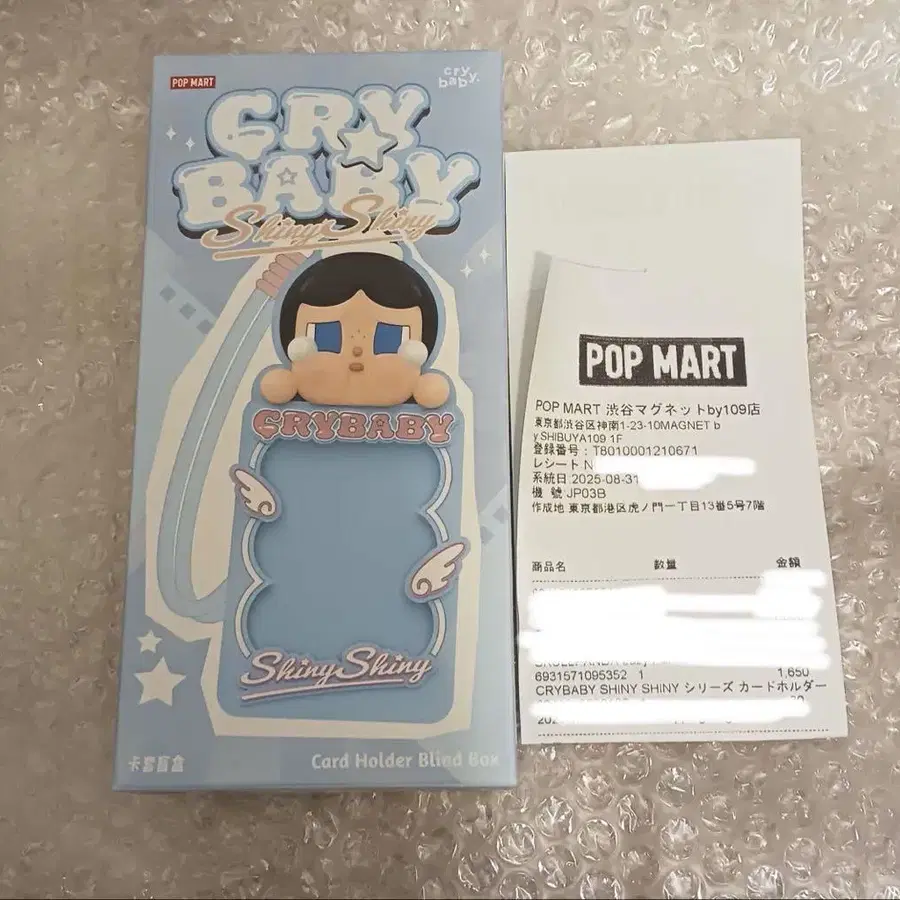 POP MART
cry
baby.
CRY
BABY
Shiny Shiny
CRYBABY
Shiny Shiny
卡套盲盒
Card Holder Blind Box
POP MART
POP MART 渋谷マグネットby109店
東京都渋谷区神南1-23-10MAGNET b
y SHIBUYA109 1F
登録番号：T8010001210671
レシート N
系統日:2025-08-31
機 號 JP03B
作成地 東京都港区虎ノ門一丁目13番5号7階
商品名 数量 金額
6931571095352 1 1,650
CRYBABY SHINY SHINY シリーズ カードホルダー